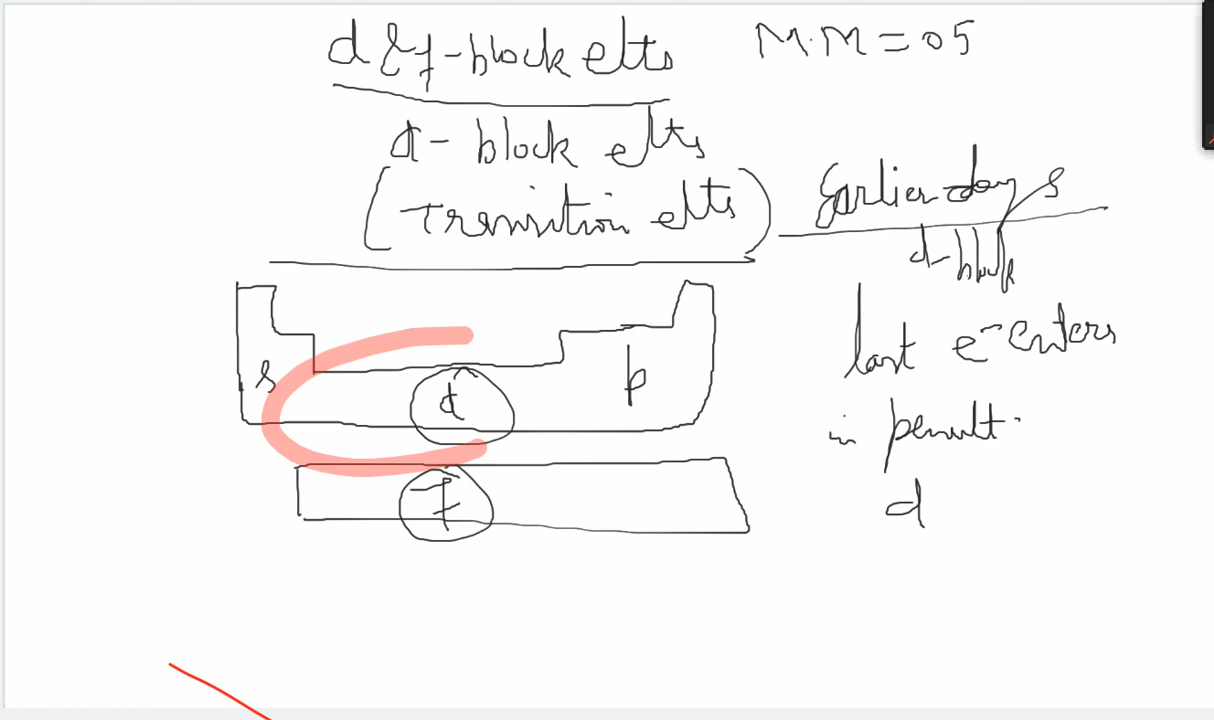 d & f-block elts
M.M = 05
d- block elts
(Transition elts)
Earlier days
d-block
s
d
p
f
last e- enters
in penult.
d